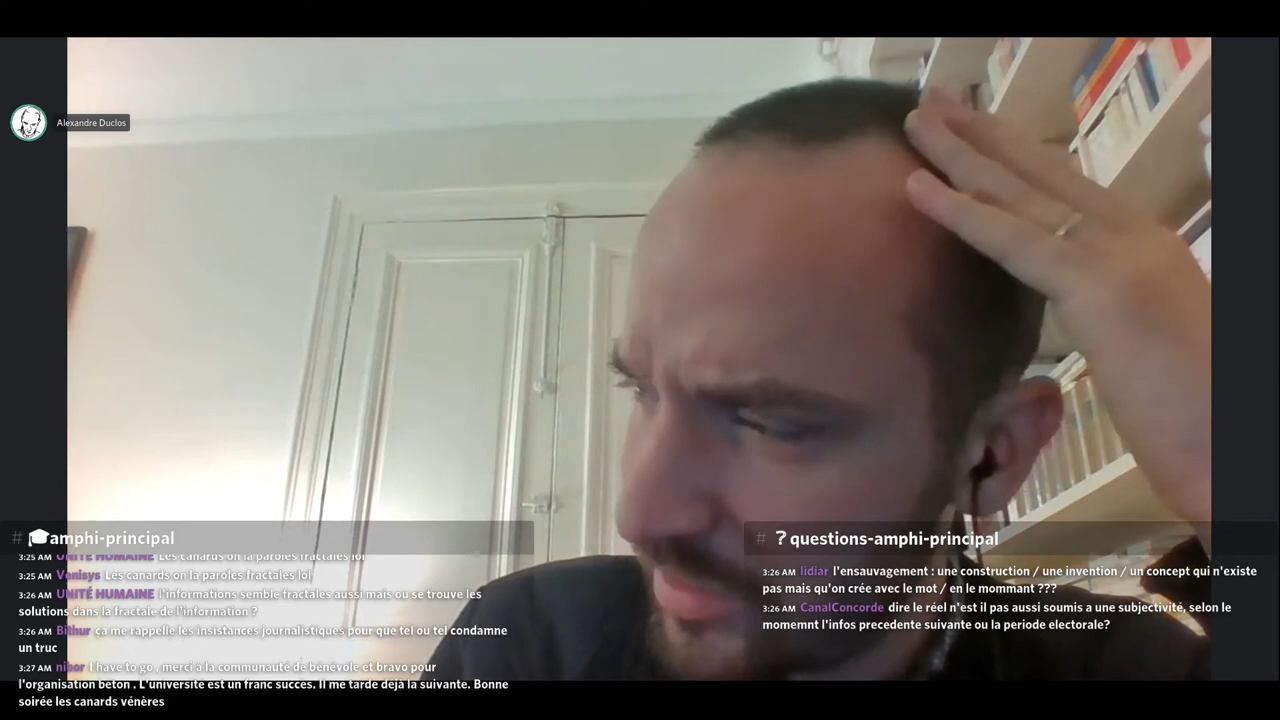 Alexandre Duclos
# 🎓amphi-principal
3:25 AM UNITÉ HUMAINE Les canards on la paroles fractales lol
3:25 AM Venisys Les canards on la paroles fractales lol
3:26 AM UNITÉ HUMAINE l'informations semble fractales aussi mais ou se trouve les
solutions dans la fractale de l'information ?
3:26 AM Bithur ça me rappelle les insistances journalistiques pour que tel ou tel condamne
un truc
3:27 AM nibor I have to go , merci a la communauté de bénévole et bravo pour
l'organisation béton . L'université est un franc succès. Il me tarde déjà la suivante. Bonne
soirée les canards vénères
# ? questions-amphi-principal
3:26 AM lidiar l'ensauvagement : une construction / une invention / un concept qui n'existe
pas mais qu'on crée avec le mot / en le mommant ???
3:26 AM CanalConcorde dire le réel n'est il pas aussi soumis a une subjectivité, selon le
momemnt l'infos precedente suivante ou la periode electorale?